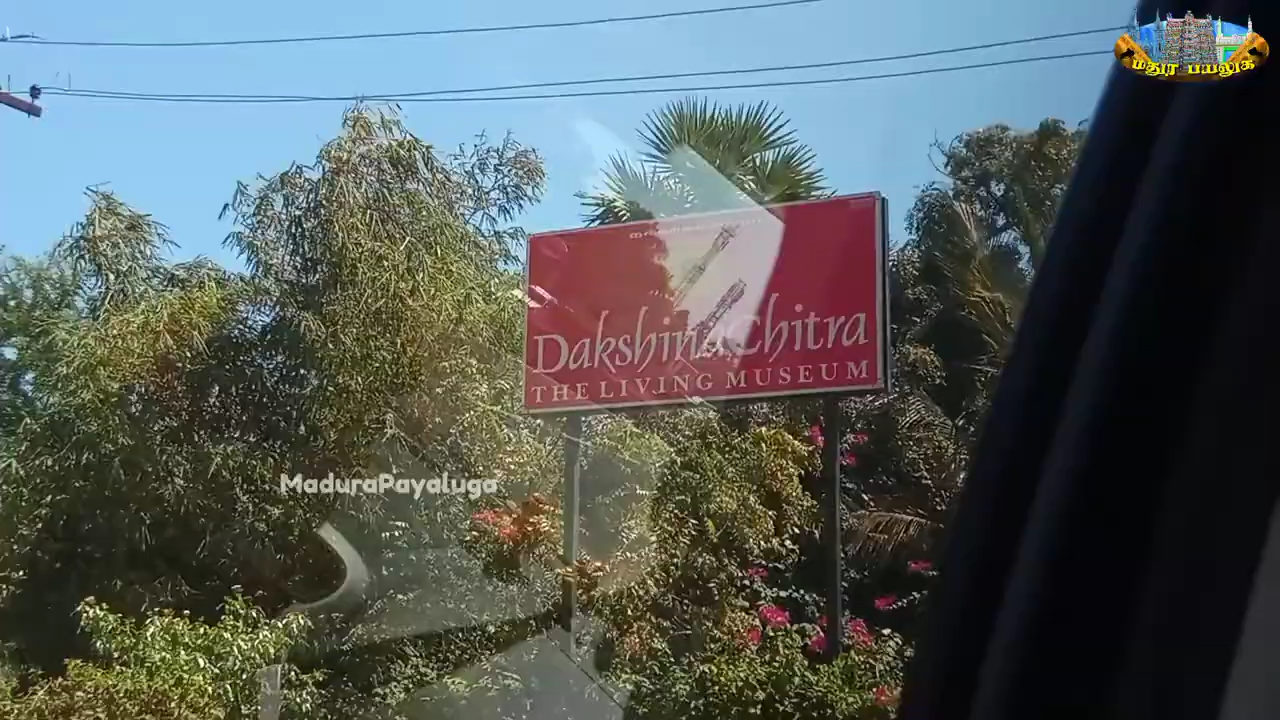 மதுர பயலுக
DakshinaChitra
THE LIVING MUSEUM
MaduraPayaluga